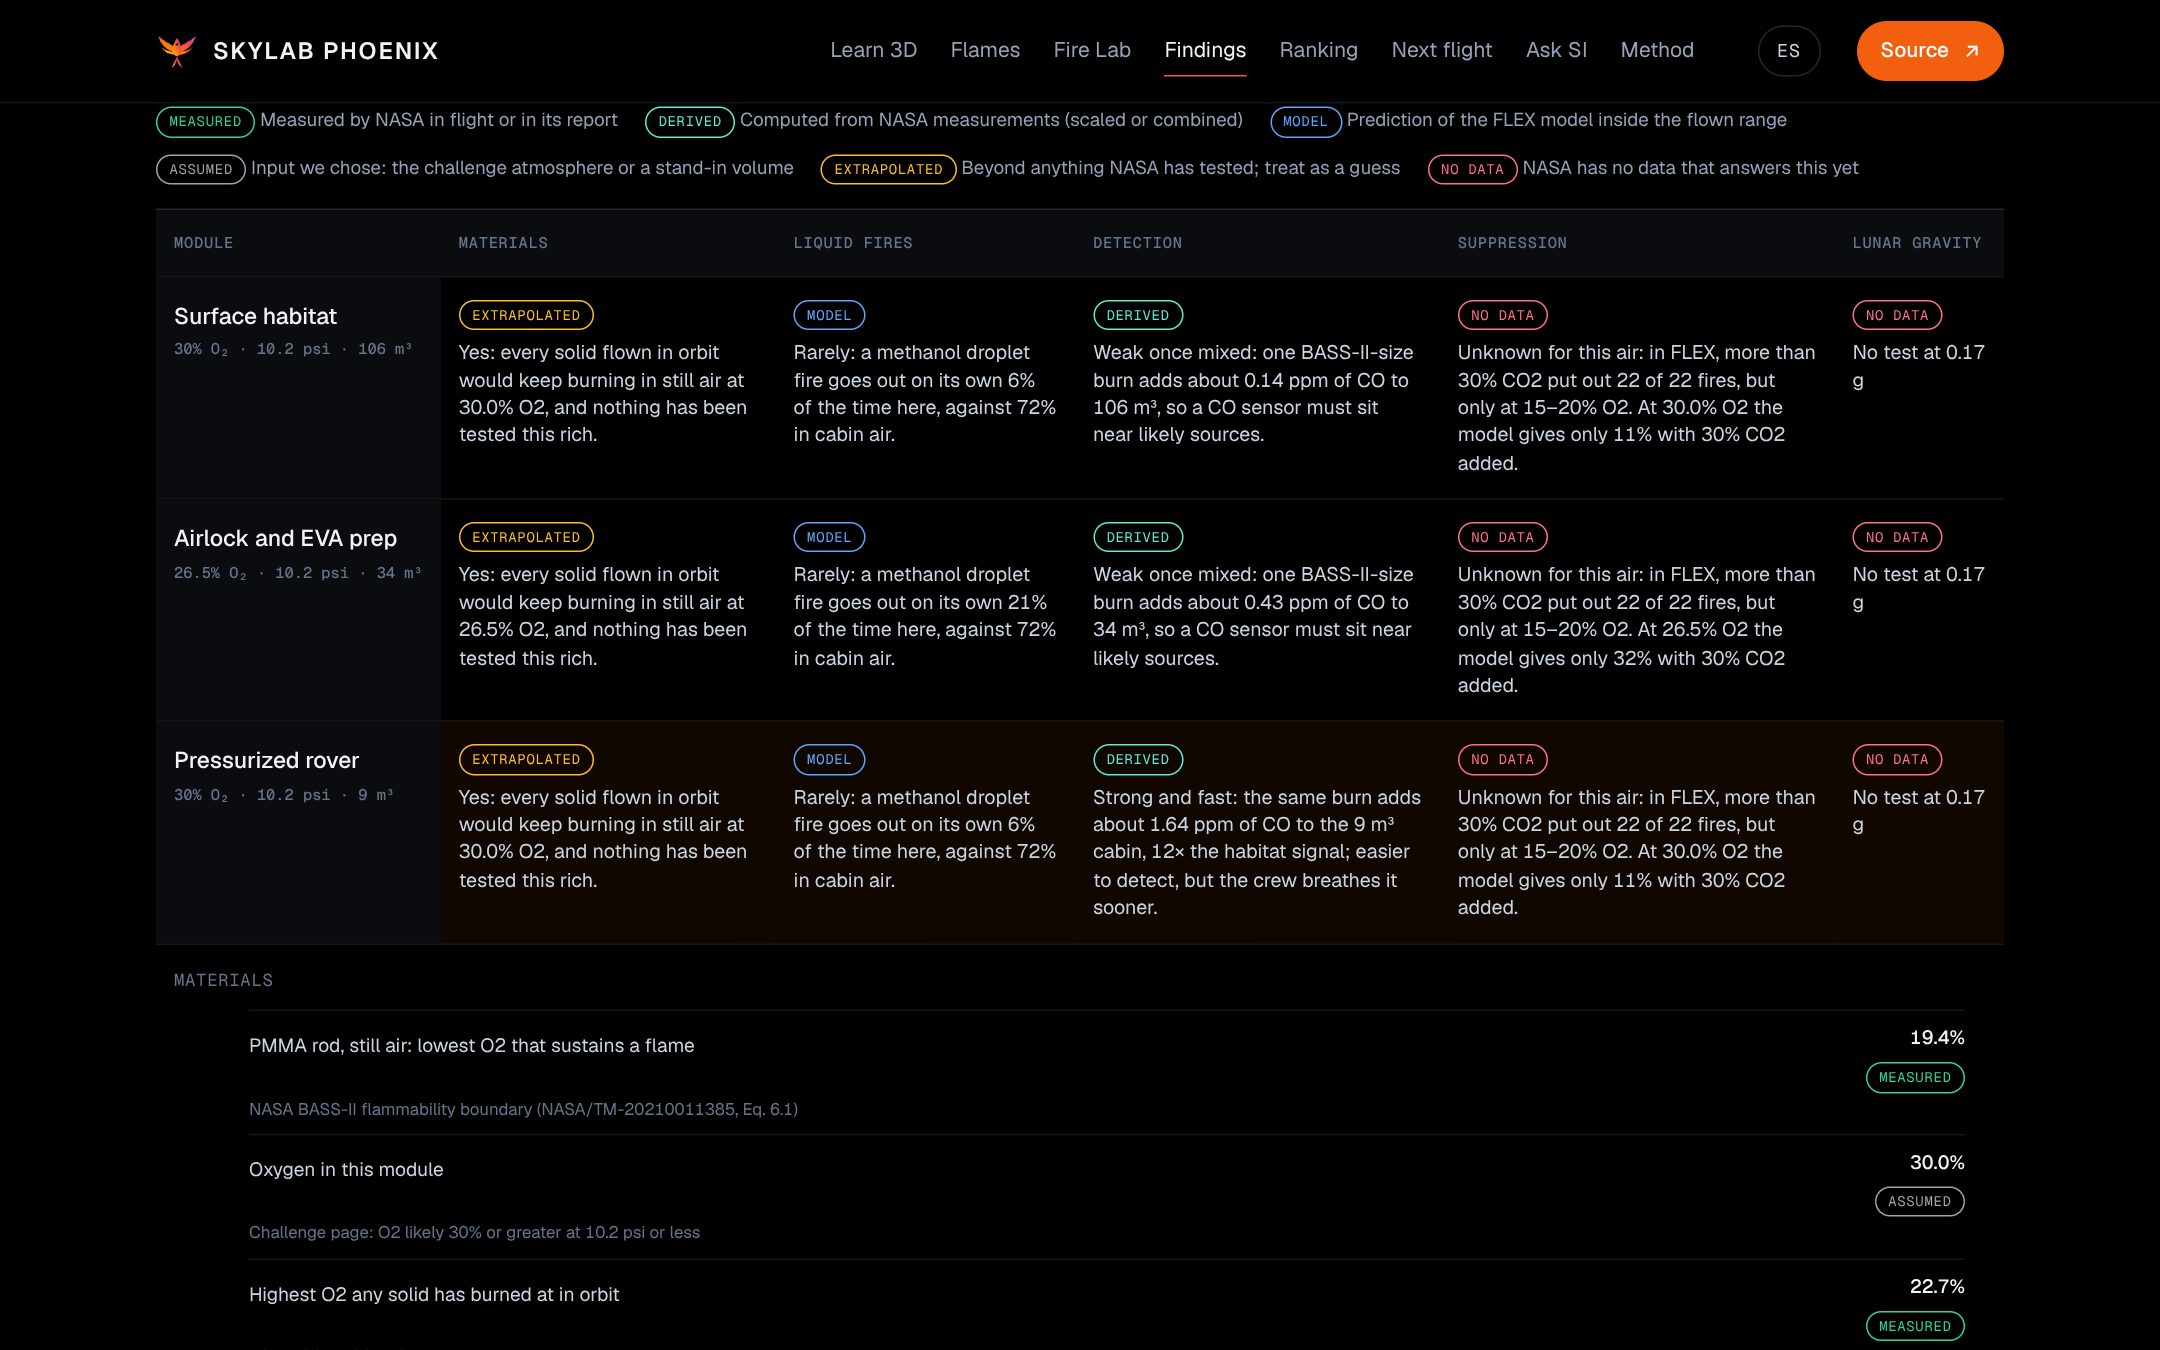 SKYLAB PHOENIX
Learn 3D
Flames
Fire Lab
Findings
Ranking
Next flight
Ask SI
Method
ES
Source ↗
MEASURED Measured by NASA in flight or in its report
DERIVED Computed from NASA measurements (scaled or combined)
MODEL Prediction of the FLEX model inside the flown range
ASSUMED Input we chose: the challenge atmosphere or a stand-in volume
EXTRAPOLATED Beyond anything NASA has tested; treat as a guess
NO DATA NASA has no data that answers this yet
MODULE
MATERIALS
LIQUID FIRES
DETECTION
SUPPRESSION
LUNAR GRAVITY
Surface habitat
30% O₂ · 10.2 psi · 106 m³
EXTRAPOLATED
Yes: every solid flown in orbit
would keep burning in still air at
30.0% O2, and nothing has been
tested this rich.
MODEL
Rarely: a methanol droplet
fire goes out on its own 6%
of the time here, against 72%
in cabin air.
DERIVED
Weak once mixed: one BASS-II-size
burn adds about 0.14 ppm of CO to
106 m³, so a CO sensor must sit
near likely sources.
NO DATA
Unknown for this air: in FLEX, more than
30% CO2 put out 22 of 22 fires, but
only at 15–20% O2. At 30.0% O2 the
model gives only 11% with 30% CO2
added.
NO DATA
No test at 0.17
g
Airlock and EVA prep
26.5% O₂ · 10.2 psi · 34 m³
EXTRAPOLATED
Yes: every solid flown in orbit
would keep burning in still air at
26.5% O2, and nothing has been
tested this rich.
MODEL
Rarely: a methanol droplet
fire goes out on its own 21%
of the time here, against 72%
in cabin air.
DERIVED
Weak once mixed: one BASS-II-size
burn adds about 0.43 ppm of CO to
34 m³, so a CO sensor must sit near
likely sources.
NO DATA
Unknown for this air: in FLEX, more than
30% CO2 put out 22 of 22 fires, but
only at 15–20% O2. At 26.5% O2 the
model gives only 32% with 30% CO2
added.
NO DATA
No test at 0.17
g
Pressurized rover
30% O₂ · 10.2 psi · 9 m³
EXTRAPOLATED
Yes: every solid flown in orbit
would keep burning in still air at
30.0% O2, and nothing has been
tested this rich.
MODEL
Rarely: a methanol droplet
fire goes out on its own 6%
of the time here, against 72%
in cabin air.
DERIVED
Strong and fast: the same burn adds
about 1.64 ppm of CO to the 9 m³
cabin, 12× the habitat signal; easier
to detect, but the crew breathes it
sooner.
NO DATA
Unknown for this air: in FLEX, more than
30% CO2 put out 22 of 22 fires, but
only at 15–20% O2. At 30.0% O2 the
model gives only 11% with 30% CO2
added.
NO DATA
No test at 0.17
g
MATERIALS
PMMA rod, still air: lowest O2 that sustains a flame
19.4%
MEASURED
NASA BASS-II flammability boundary (NASA/TM-20210011385, Eq. 6.1)
Oxygen in this module
30.0%
ASSUMED
Challenge page: O2 likely 30% or greater at 10.2 psi or less
Highest O2 any solid has burned at in orbit
22.7%
MEASURED